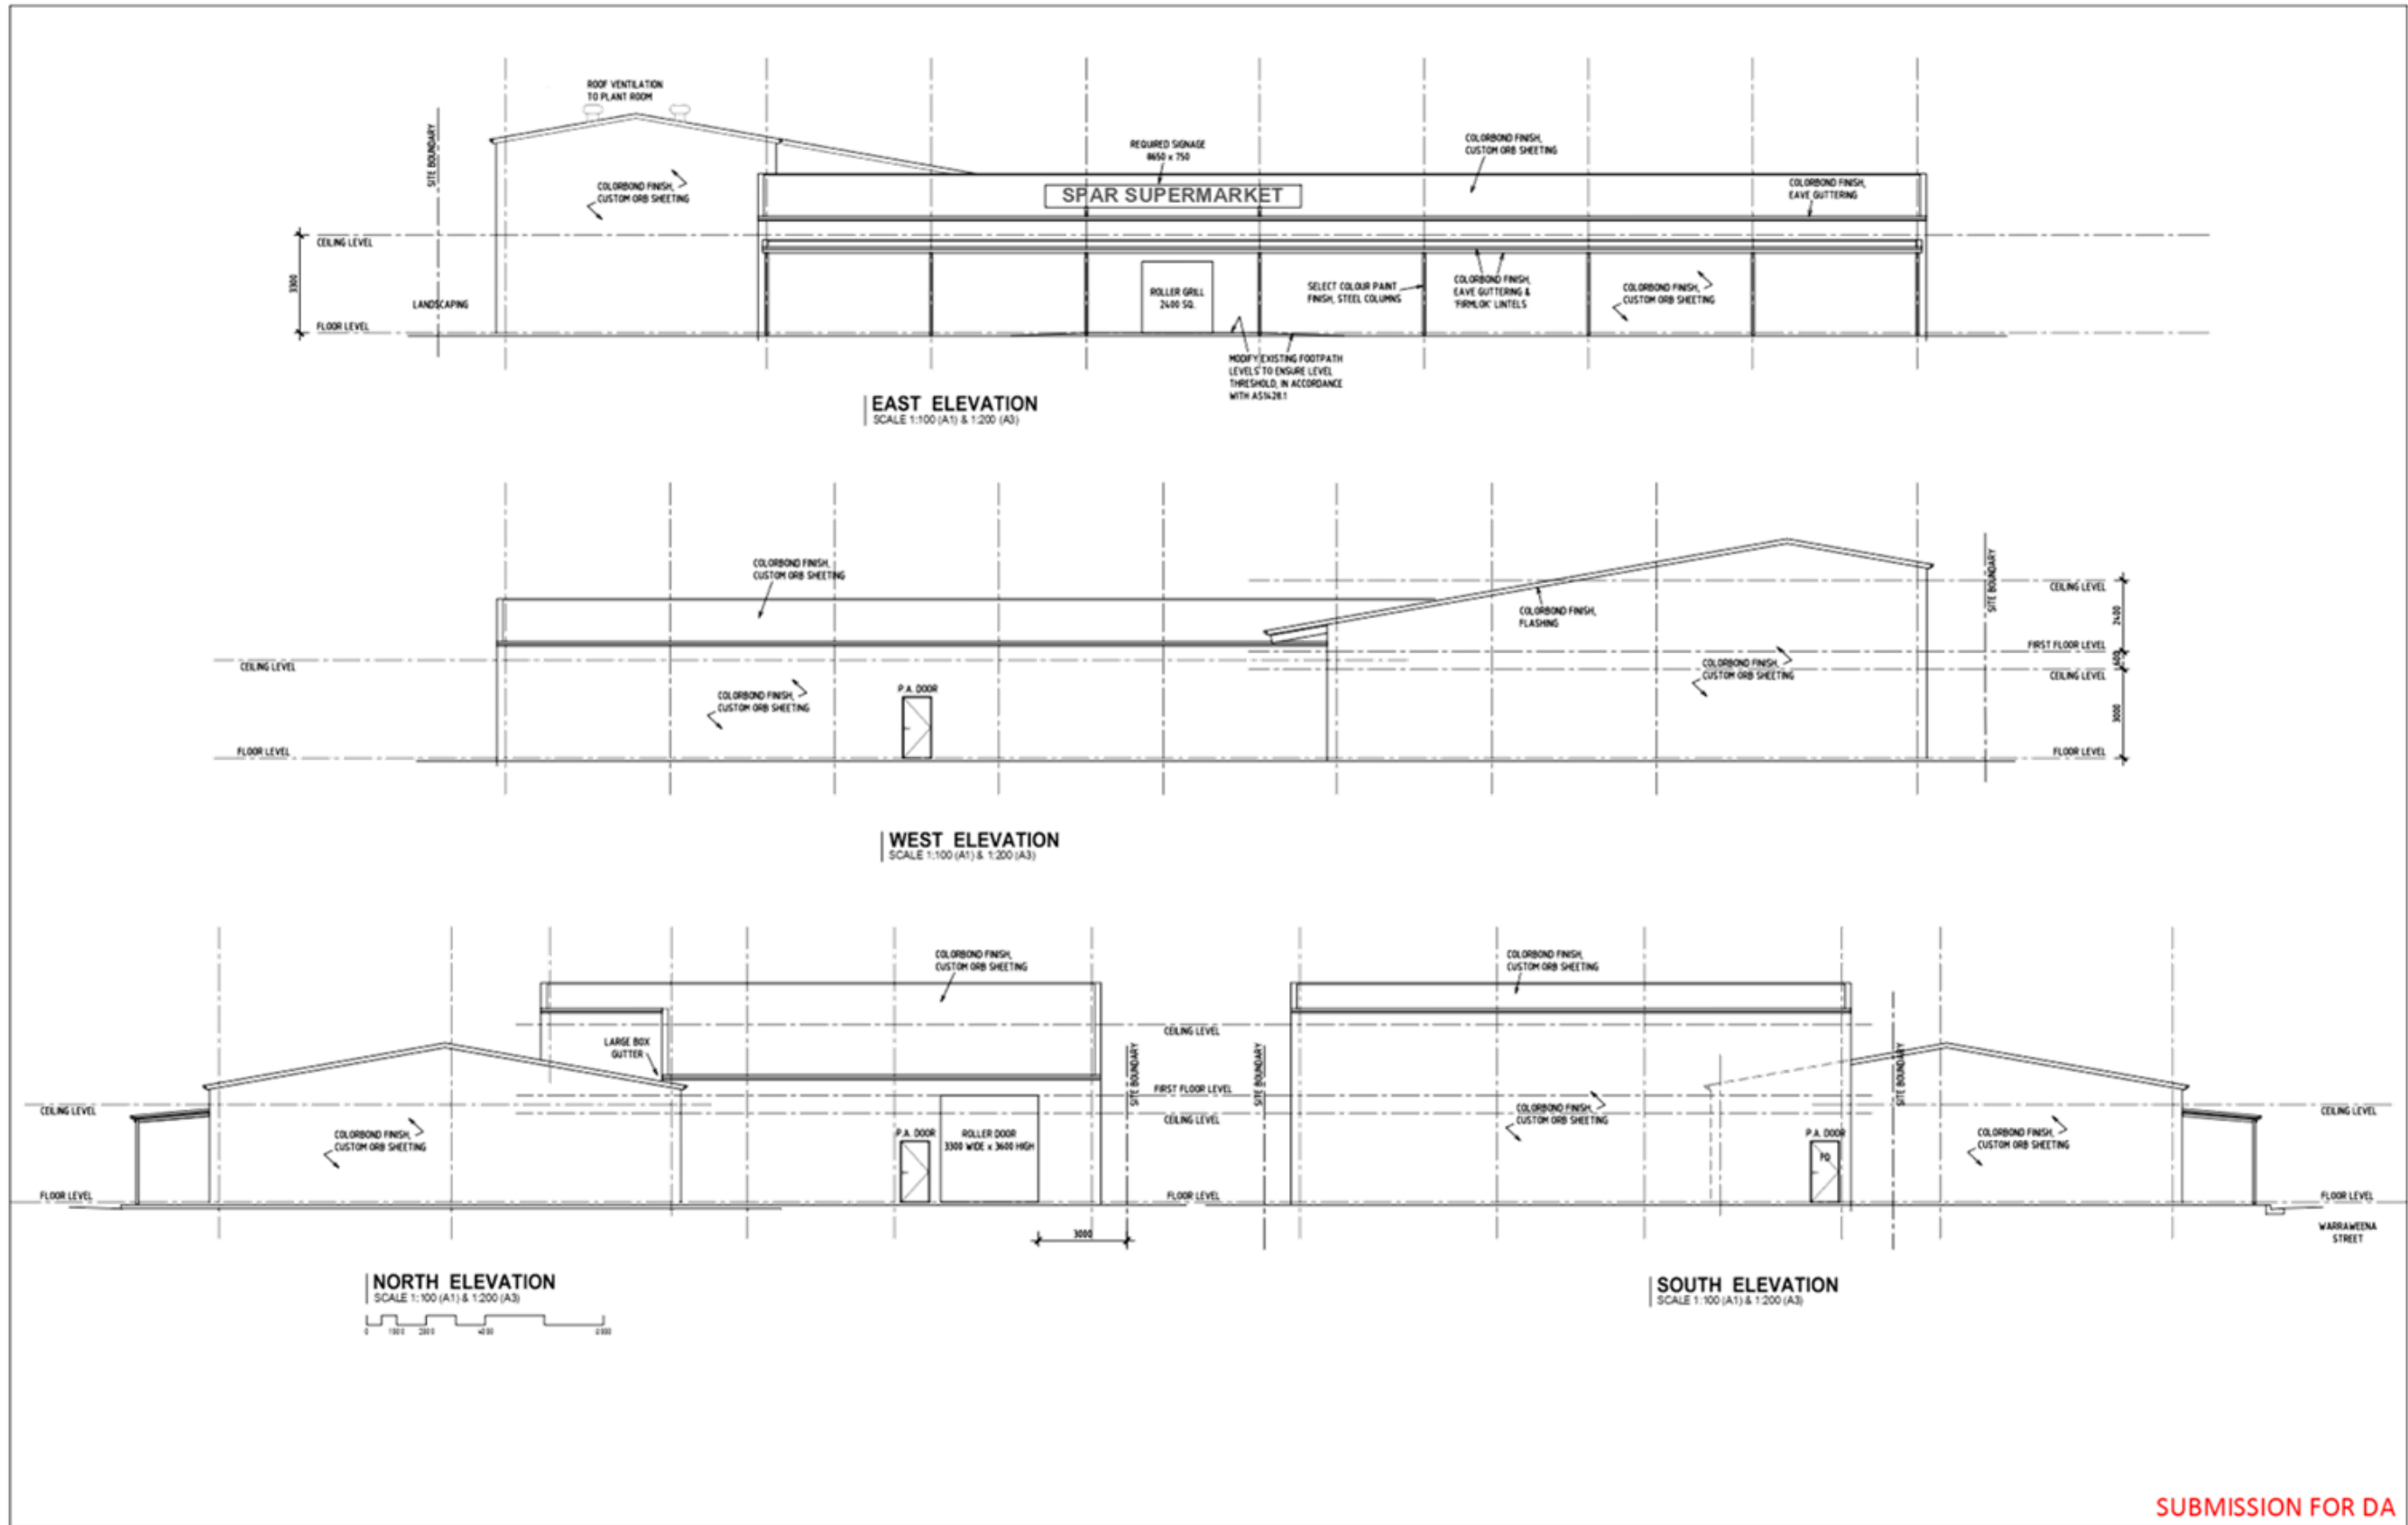 ROOF VENTILATION
TO PLANT ROOM
SITE BOUNDARY
REQUIRED SIGNAGE
8650 x 750
COLORBOND FINISH,
CUSTOM ORB SHEETING
COLORBOND FINISH,
CUSTOM ORB SHEETING
SPAR SUPERMARKET
COLORBOND FINISH,
EAVE GUTTERING
CEILING LEVEL
3300
LANDSCAPING
FLOOR LEVEL
ROLLER GRILL
2400 SQ.
SELECT COLOUR PAINT
FINISH, STEEL COLUMNS
COLORBOND FINISH,
EAVE GUTTERING &
'FIRMLOK' LINTELS
COLORBOND FINISH,
CUSTOM ORB SHEETING
MODIFY EXISTING FOOTPATH
LEVELS TO ENSURE LEVEL
THRESHOLD, IN ACCORDANCE
WITH AS1428.1
EAST ELEVATION
SCALE 1:100 (A1) & 1:200 (A3)
COLORBOND FINISH,
CUSTOM ORB SHEETING
COLORBOND FINISH,
FLASHING
SITE BOUNDARY
CEILING LEVEL
2400
FIRST FLOOR LEVEL
600
CEILING LEVEL
3000
FLOOR LEVEL
CEILING LEVEL
COLORBOND FINISH,
CUSTOM ORB SHEETING
P.A. DOOR
COLORBOND FINISH,
CUSTOM ORB SHEETING
FLOOR LEVEL
WEST ELEVATION
SCALE 1:100 (A1) & 1:200 (A3)
COLORBOND FINISH,
CUSTOM ORB SHEETING
LARGE BOX
GUTTER
CEILING LEVEL
SITE BOUNDARY
FIRST FLOOR LEVEL
CEILING LEVEL
CEILING LEVEL
COLORBOND FINISH,
CUSTOM ORB SHEETING
P.A. DOOR
ROLLER DOOR
3300 WIDE x 3600 HIGH
FLOOR LEVEL
FLOOR LEVEL
3000
NORTH ELEVATION
SCALE 1:100 (A1) & 1:200 (A3)
0 1000 2000 4000 8000
COLORBOND FINISH,
CUSTOM ORB SHEETING
SITE BOUNDARY
SITE BOUNDARY
COLORBOND FINISH,
CUSTOM ORB SHEETING
P.A. DOOR
FD
COLORBOND FINISH,
CUSTOM ORB SHEETING
CEILING LEVEL
FLOOR LEVEL
WARRAWEENA
STREET
SOUTH ELEVATION
SCALE 1:100 (A1) & 1:200 (A3)
SUBMISSION FOR DA